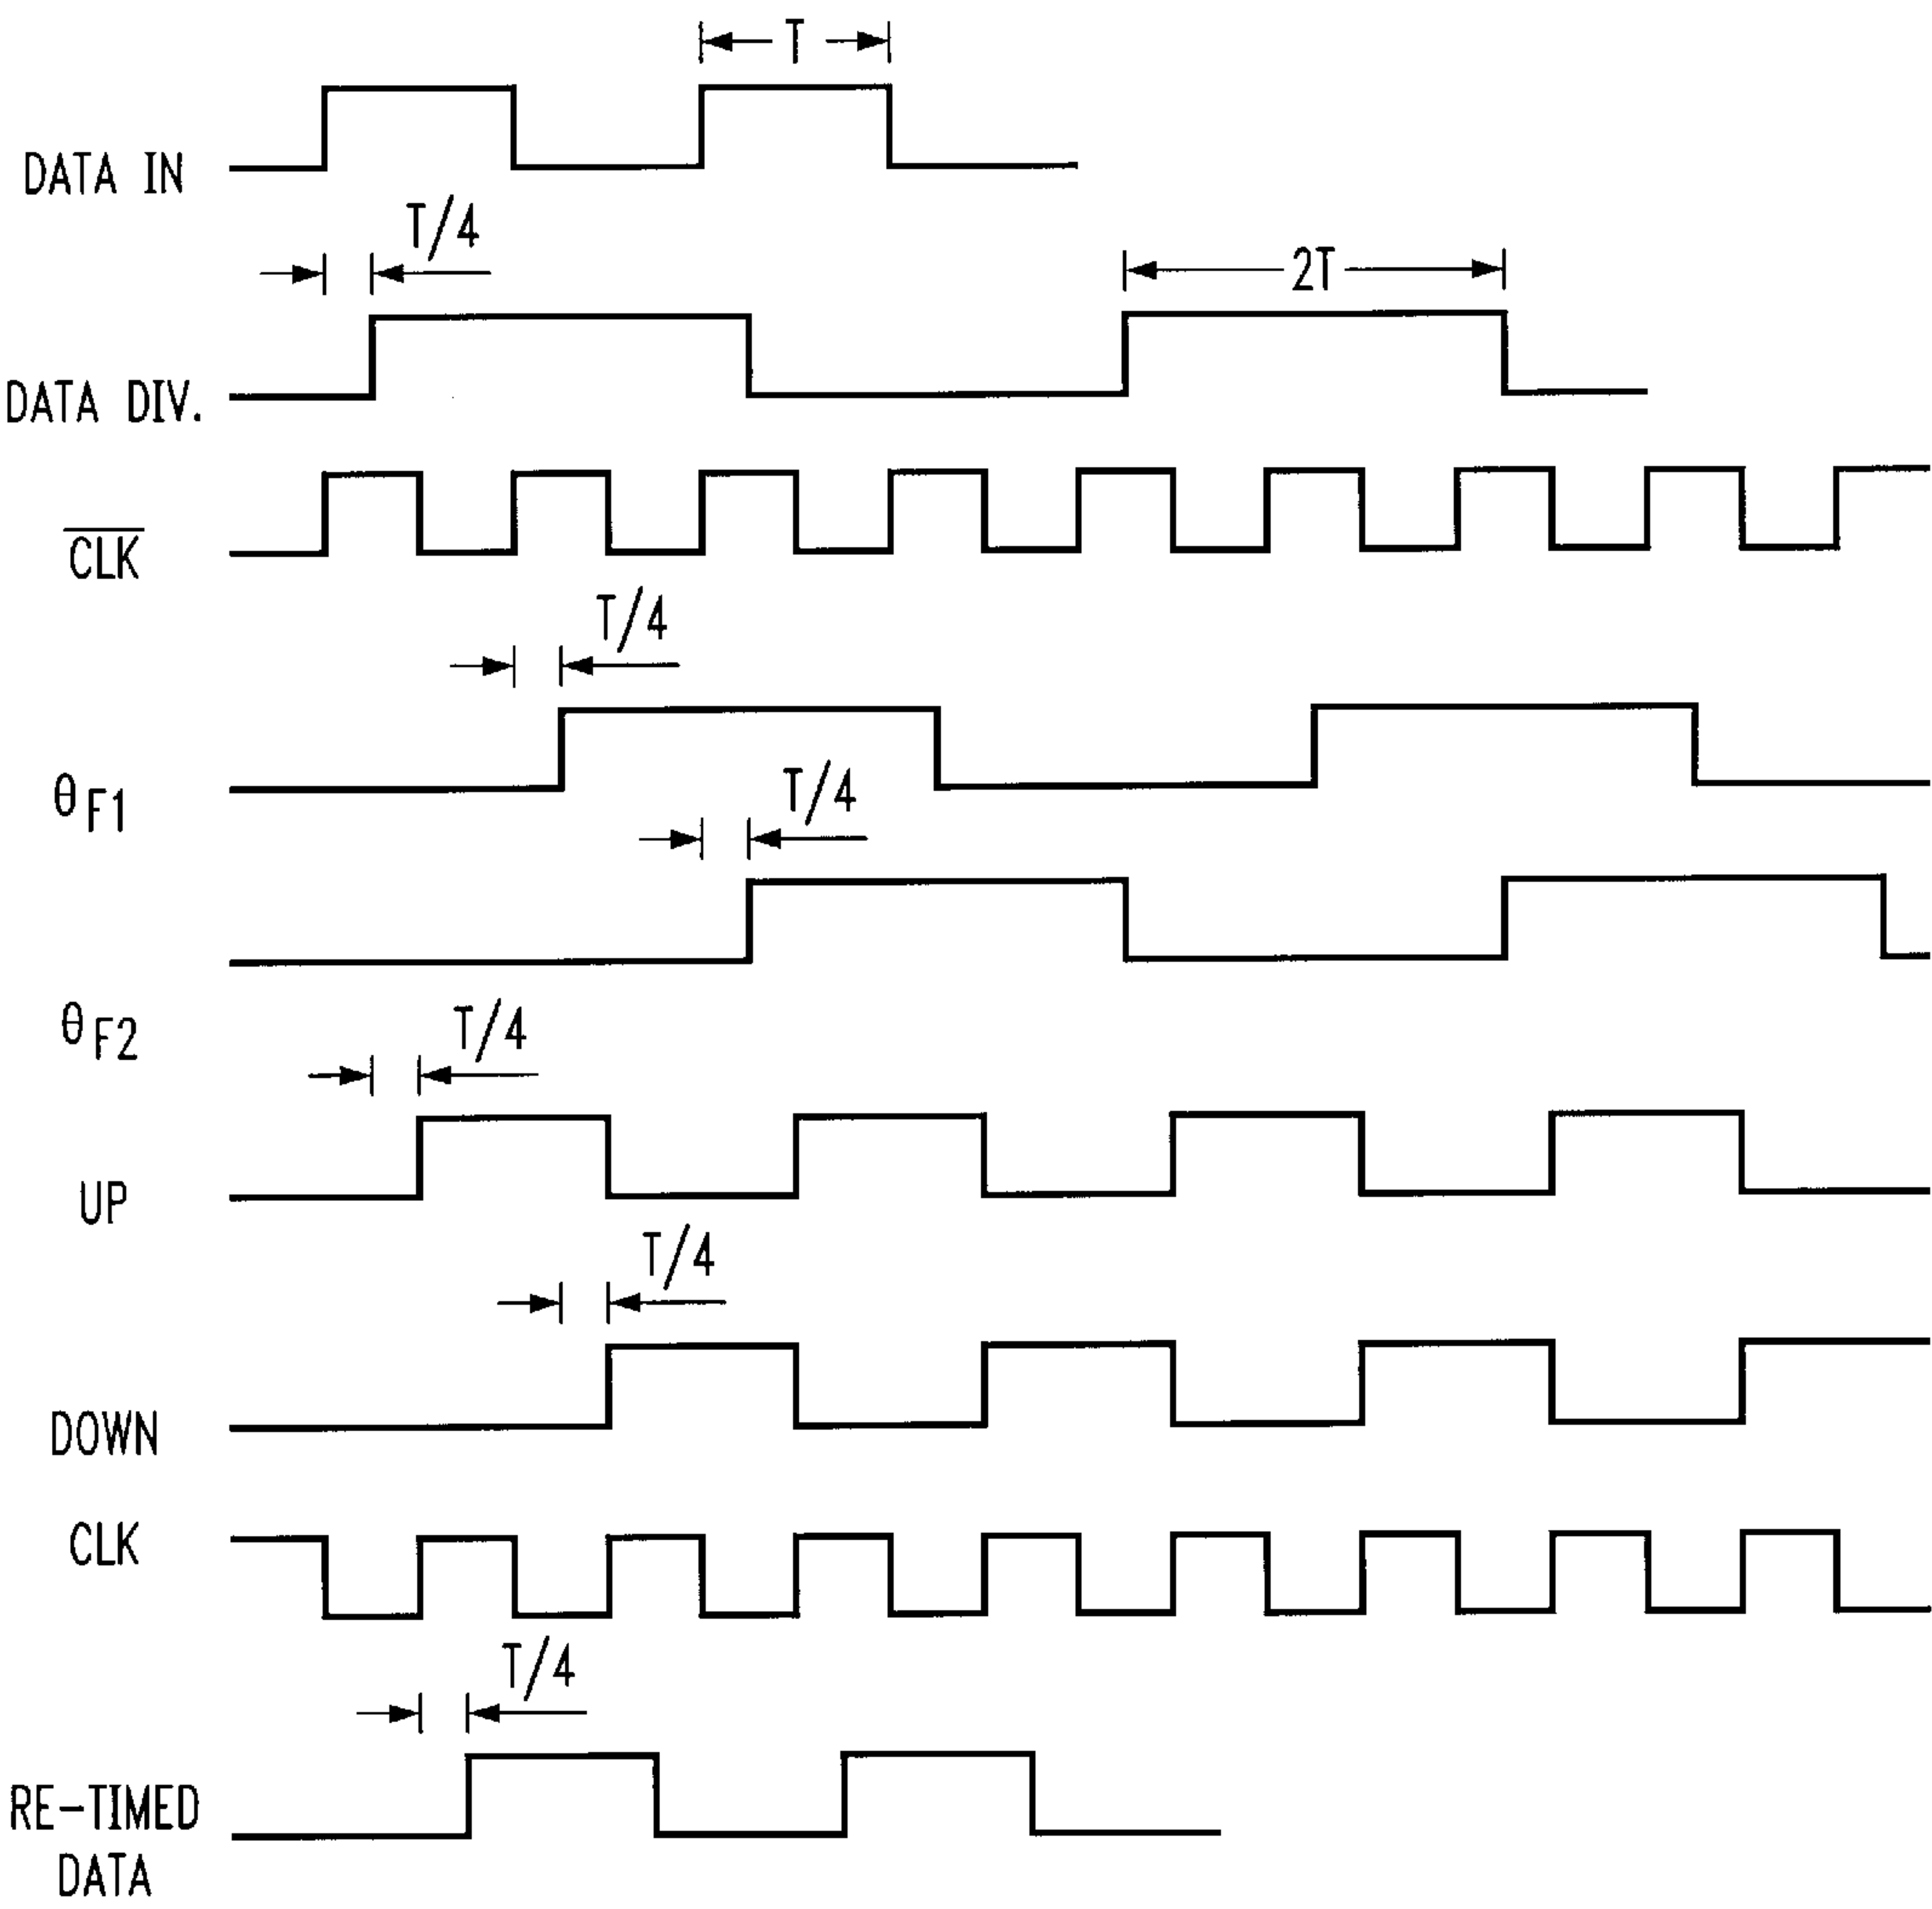 T
DATA IN
T/4
2T
DATA DIV.
CLK
T/4
θF1
T/4
θF2
T/4
UP
T/4
DOWN
CLK
T/4
RE-TIMED
DATA